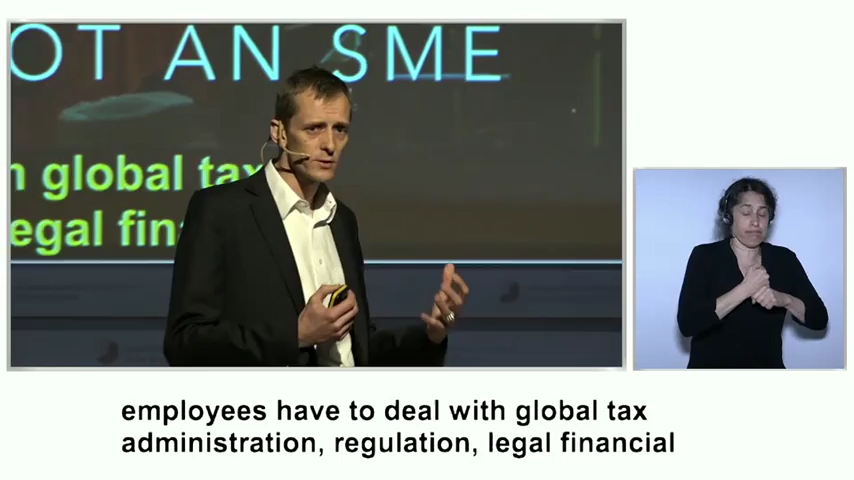 OT AN SME
n global tax
egal fin
employees have to deal with global tax
administration, regulation, legal financial